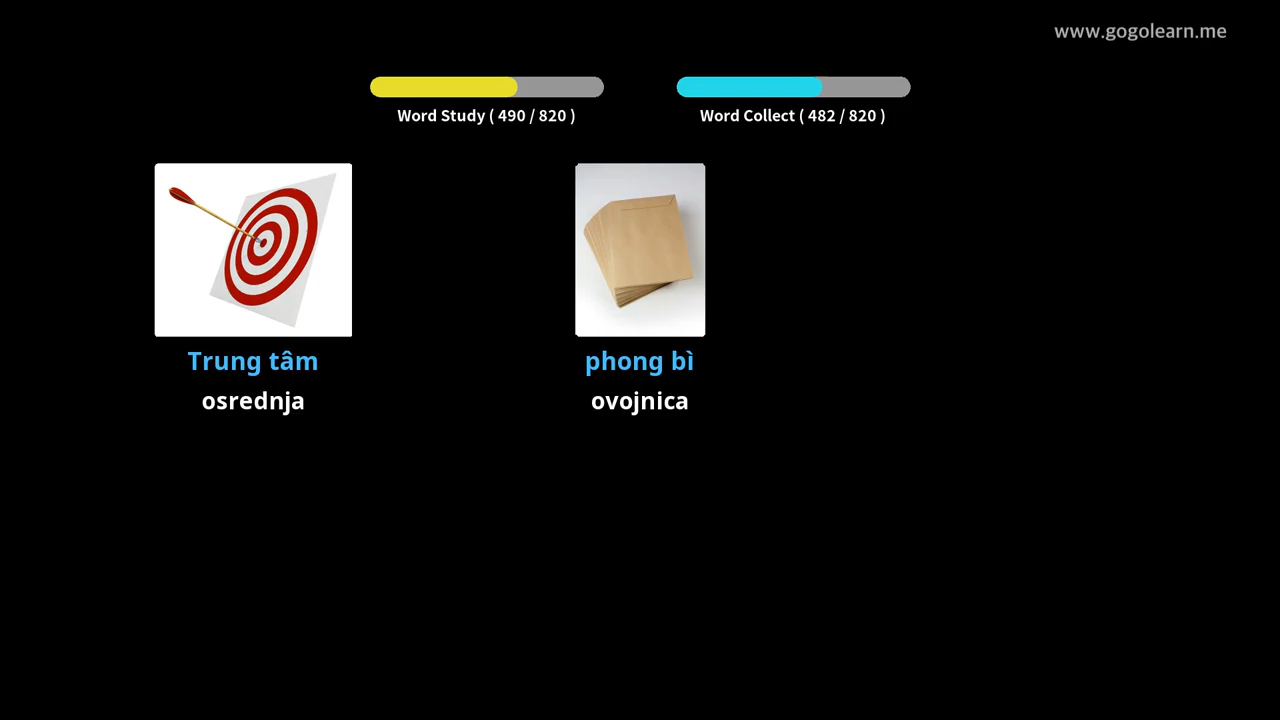 www.gogolearn.me
Word Study ( 490 / 820 )
Word Collect ( 482 / 820 )
Trung tâm
osrednja
phong bì
ovojnica